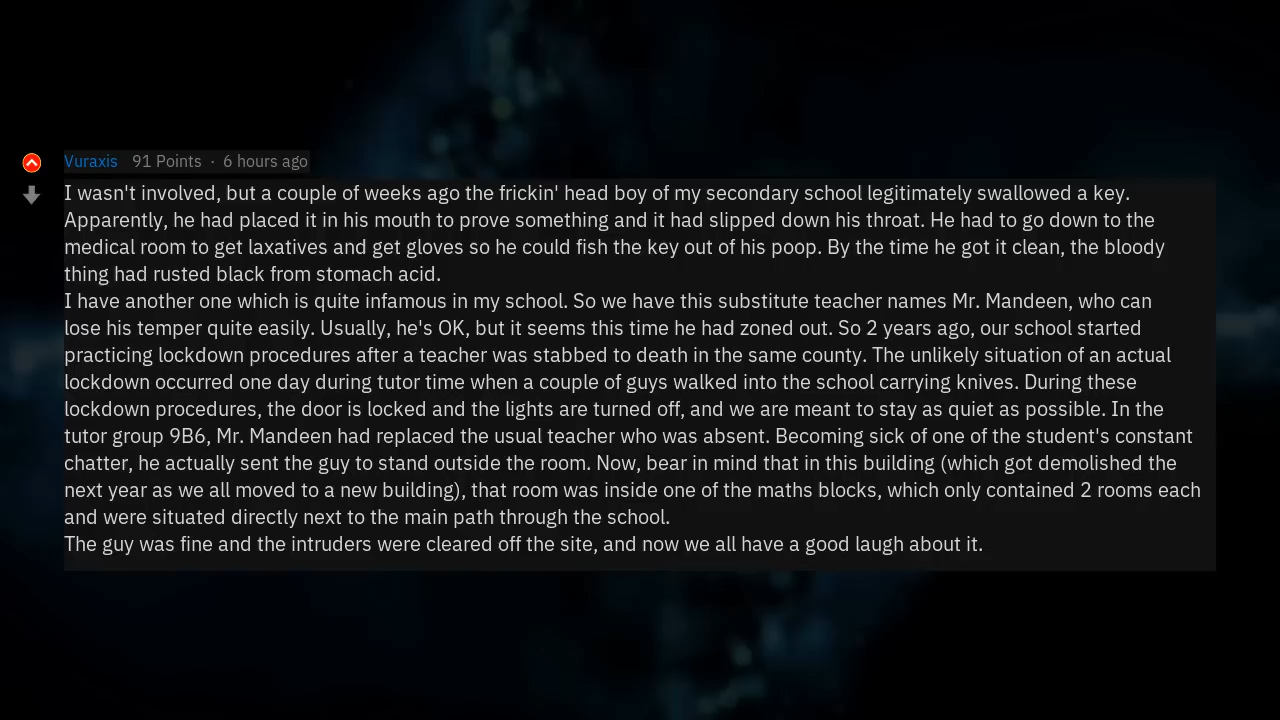 Vuraxis 91 Points · 6 hours ago
I wasn't involved, but a couple of weeks ago the frickin' head boy of my secondary school legitimately swallowed a key.
Apparently, he had placed it in his mouth to prove something and it had slipped down his throat. He had to go down to the
medical room to get laxatives and get gloves so he could fish the key out of his poop. By the time he got it clean, the bloody
thing had rusted black from stomach acid.
I have another one which is quite infamous in my school. So we have this substitute teacher names Mr. Mandeen, who can
lose his temper quite easily. Usually, he's OK, but it seems this time he had zoned out. So 2 years ago, our school started
practicing lockdown procedures after a teacher was stabbed to death in the same county. The unlikely situation of an actual
lockdown occurred one day during tutor time when a couple of guys walked into the school carrying knives. During these
lockdown procedures, the door is locked and the lights are turned off, and we are meant to stay as quiet as possible. In the
tutor group 9B6, Mr. Mandeen had replaced the usual teacher who was absent. Becoming sick of one of the student's constant
chatter, he actually sent the guy to stand outside the room. Now, bear in mind that in this building (which got demolished the
next year as we all moved to a new building), that room was inside one of the maths blocks, which only contained 2 rooms each
and were situated directly next to the main path through the school.
The guy was fine and the intruders were cleared off the site, and now we all have a good laugh about it.